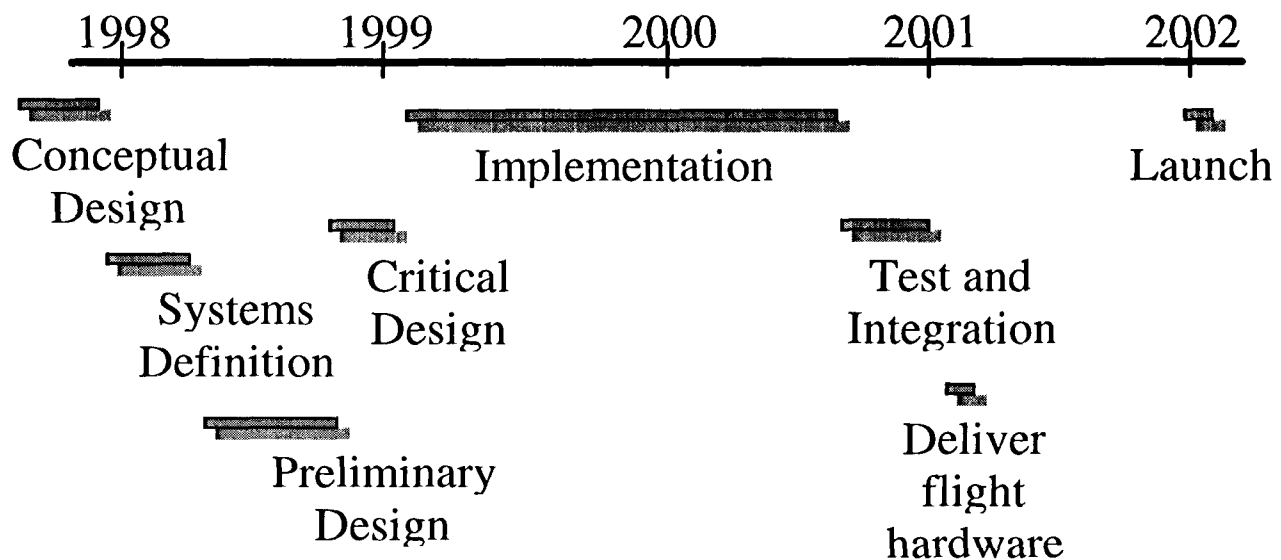 1998 1999 2000 2001 2002
Conceptual
Design
Implementation
Launch
Systems
Definition
Critical
Design
Test and
Integration
Preliminary
Design
Deliver
flight
hardware